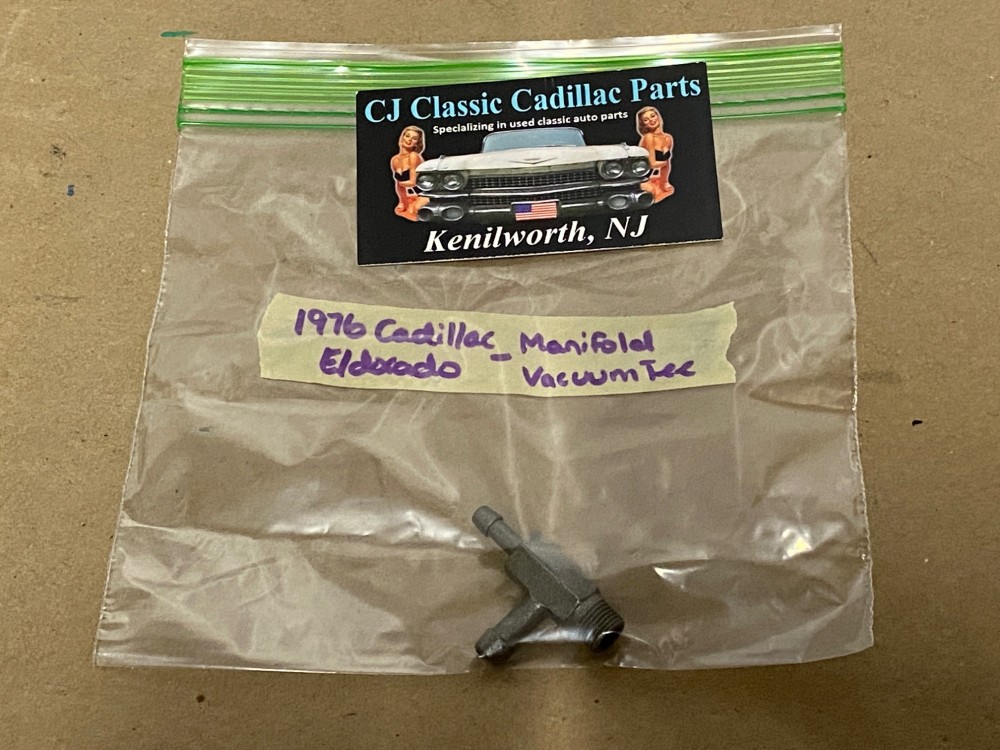 CJ Classic Cadillac Parts
Specializing in used classic auto parts
Kenilworth, NJ
1976 Cadillac - Manifold
Eldorado Vacuum Tee